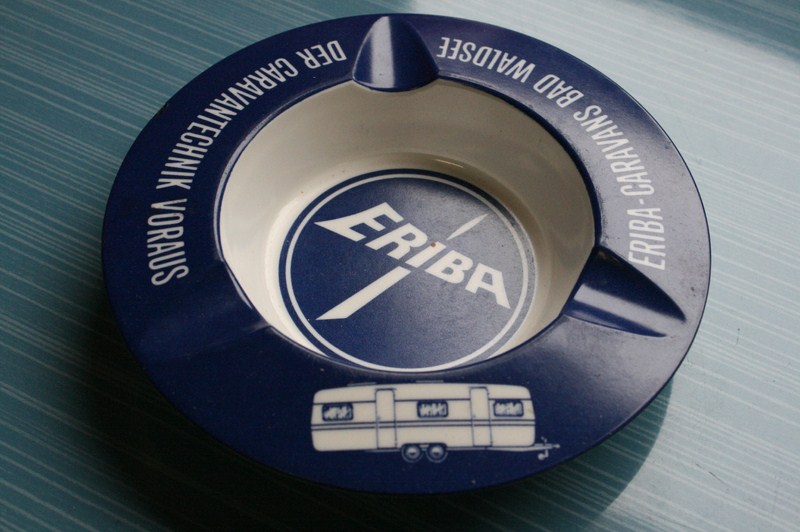 DER CARAVANTECHNIK VORAUS
ERIBA-CARAVANS BAD WALDSEE
ERIBA